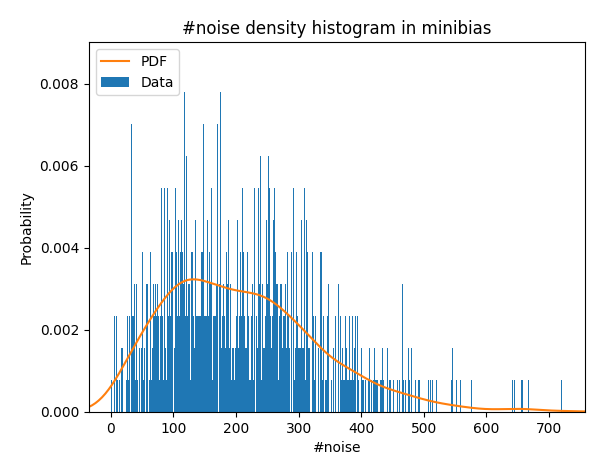 #noise density histogram in minibias
PDF
Data
Probability
0.008
0.006
0.004
0.002
0.000
0 100 200 300 400 500 600 700
#noise